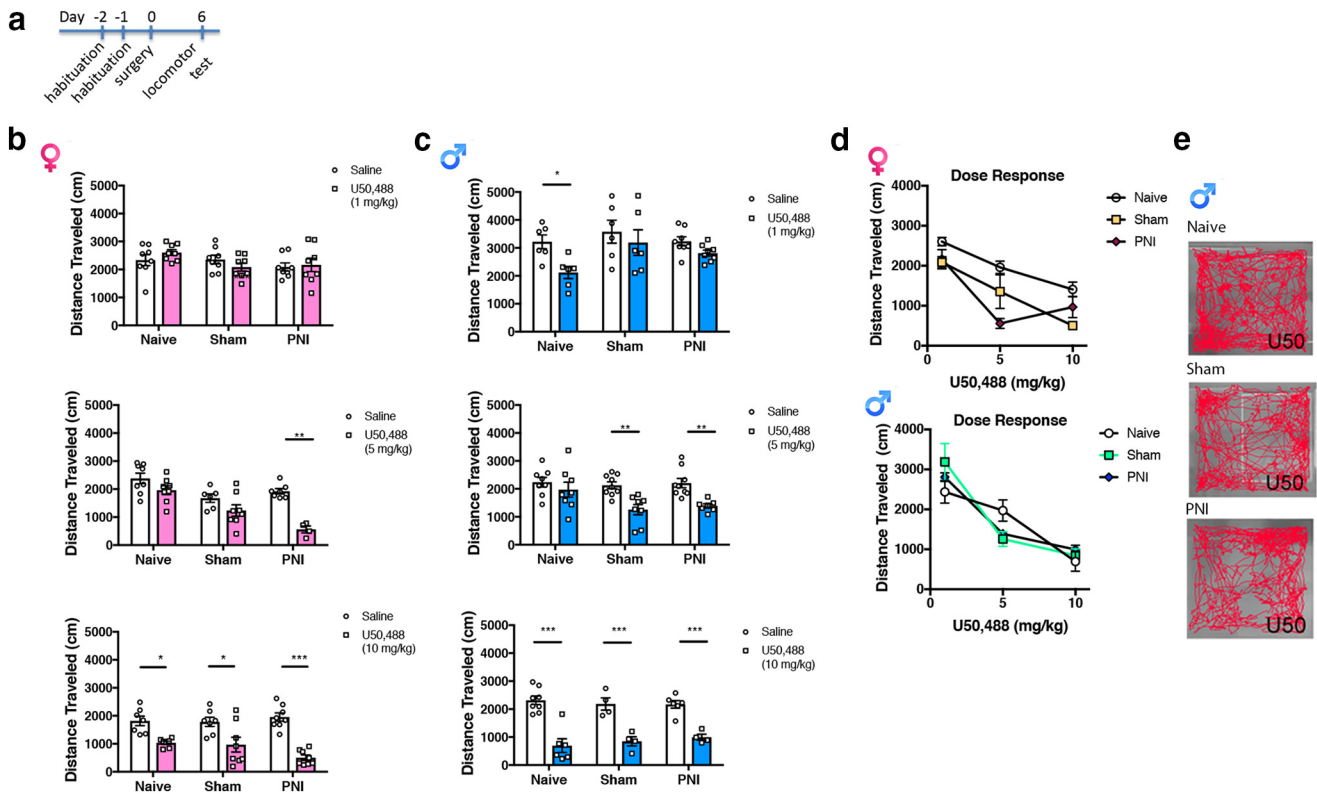 a
Day -2 -1 0 6
habituation
habituation
surgery
locomotor
test
b
Saline
U50,488
(1 mg/kg)
Distance Traveled (cm)
5000
4000
3000
2000
1000
0
Naive Sham PNI
Saline
U50,488
(5 mg/kg)
Distance Traveled (cm)
5000
4000
3000
2000
1000
0
**
Naive Sham PNI
Saline
U50,488
(10 mg/kg)
Distance Traveled (cm)
5000
4000
3000
2000
1000
0
* * ***
Naive Sham PNI
c
Saline
U50,488
(1 mg/kg)
Distance Traveled (cm)
5000
4000
3000
2000
1000
0
*
Naive Sham PNI
Saline
U50,488
(5 mg/kg)
Distance Traveled (cm)
5000
4000
3000
2000
1000
0
** **
Naive Sham PNI
Saline
U50,488
(10 mg/kg)
Distance Traveled (cm)
5000
4000
3000
2000
1000
0
*** *** ***
Naive Sham PNI
d
Dose Response
Distance Traveled (cm)
4000
3000
2000
1000
0
0 5 10
U50,488 (mg/kg)
Naive
Sham
PNI
Dose Response
Distance Traveled (cm)
4000
3000
2000
1000
0
0 5 10
U50,488 (mg/kg)
Naive
Sham
PNI
e
Naive
U50
Sham
U50
PNI
U50